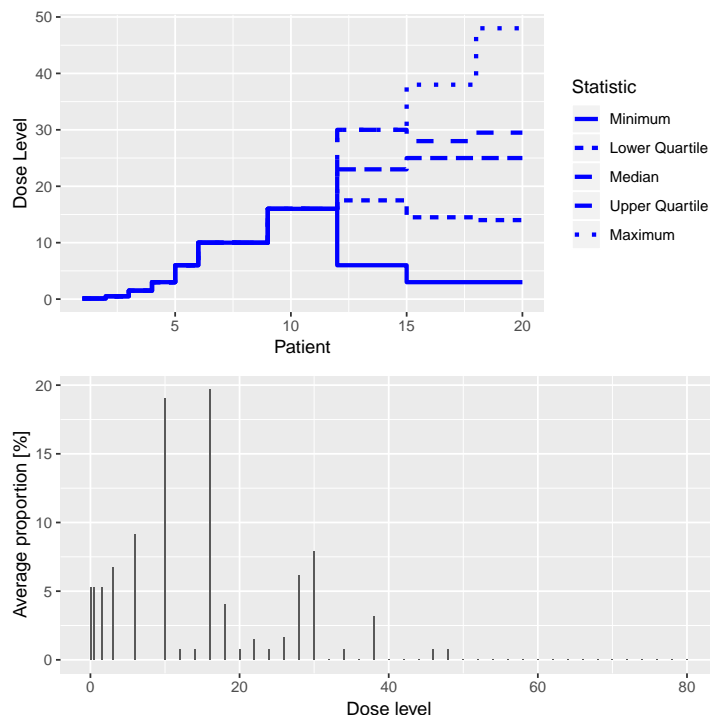 50
40
30
20
10
0
Dose Level
5
10
15
20
Patient
Statistic
Minimum
Lower Quartile
Median
Upper Quartile
Maximum
20
15
10
5
0
Average proportion [%]
0
20
40
60
80
Dose level